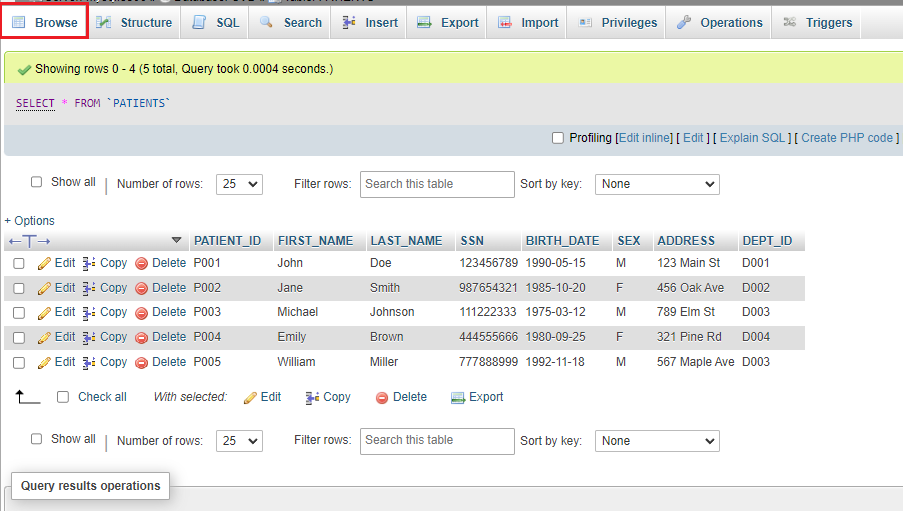 Browse Structure SQL Search Insert Export Import Privileges Operations Triggers
Showing rows 0 - 4 (5 total, Query took 0.0004 seconds.)
SELECT * FROM `PATIENTS`
Profiling [Edit inline] [ Edit ] [ Explain SQL ] [ Create PHP code ]
Show all Number of rows: 25 Filter rows: Search this table Sort by key: None
+ Options
←T→ PATIENT_ID FIRST_NAME LAST_NAME SSN BIRTH_DATE SEX ADDRESS DEPT_ID
Edit Copy Delete P001 John Doe 123456789 1990-05-15 M 123 Main St D001
Edit Copy Delete P002 Jane Smith 987654321 1985-10-20 F 456 Oak Ave D002
Edit Copy Delete P003 Michael Johnson 111222333 1975-03-12 M 789 Elm St D003
Edit Copy Delete P004 Emily Brown 444555666 1980-09-25 F 321 Pine Rd D004
Edit Copy Delete P005 William Miller 777888999 1992-11-18 M 567 Maple Ave D003
Check all With selected: Edit Copy Delete Export
Show all Number of rows: 25 Filter rows: Search this table Sort by key: None
Query results operations